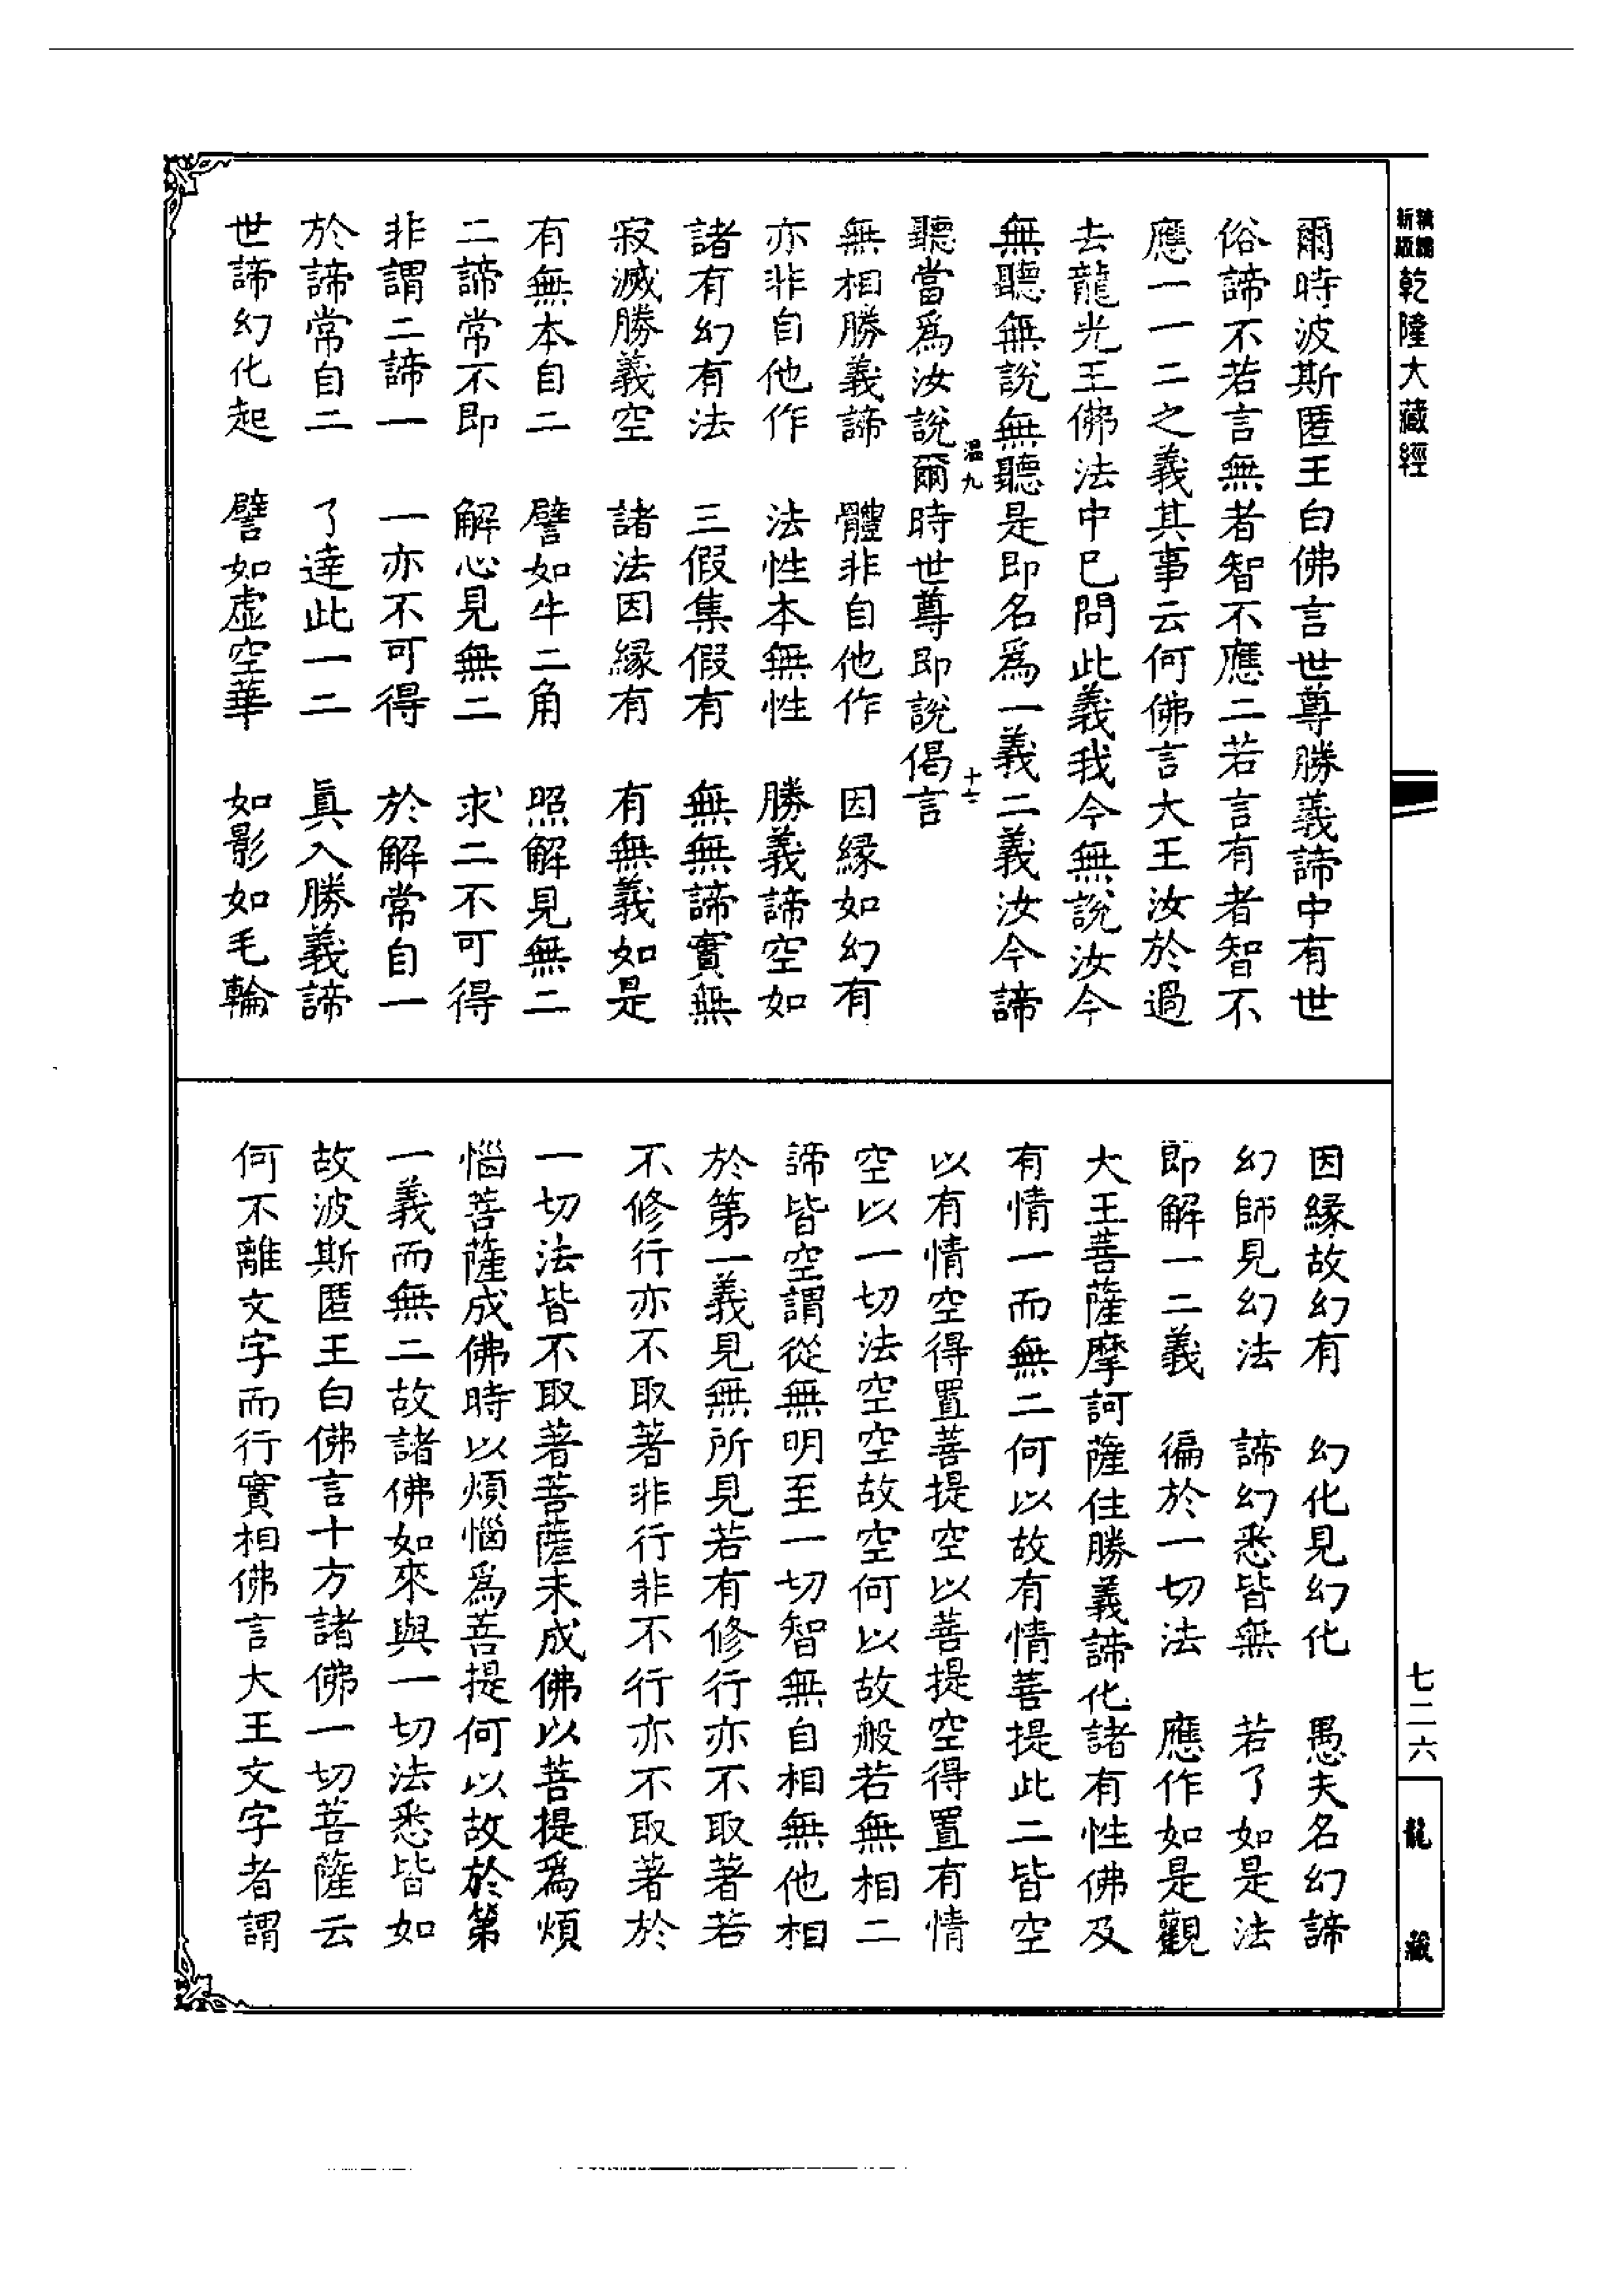 新編縮版乾隆大藏經
爾時波斯匿王白佛言世尊勝義諦中有世
俗諦不若言無者智不應二若言有者智不
應一一二之義其事云何佛言大王汝於過
去龍光王佛法中已問此義我今無說汝今
無聽無說無聽是即名爲一義二義汝今諦
溫九 十七
聽當爲汝說爾時世尊即說偈言
無相勝義諦 體非自他作 因緣如幻有
亦非自他作 法性本無性 勝義諦空如
諸有幻有法 三假集假有 無無諦實無
寂滅勝義空 諸法因緣有 有無義如是
有無本自二 譬如牛二角 照解見無二
二諦常不即 解心見無二 求二不可得
非謂二諦一 一亦不可得 於解常自一
於諦常自二 了達此一二 眞入勝義諦
世諦幻化起 譬如虛空華 如影如毛輪
因緣故幻有 幻化見幻化 愚夫名幻諦
幻師見幻法 諦幻悉皆無 若了如是法
即解一二義 徧於一切法 應作如是觀
大王菩薩摩訶薩住勝義諦化諸有性佛及
有情一而無二何以故有情菩提此二皆空
以有情空得置菩提空以菩提空得置有情
空以一切法空空故空何以故般若無相二
諦皆空謂從無明至一切智無自相無他相
於第一義見無所見若有修行亦不取著若
不修行亦不取著非行非不行亦不取著於
一切法皆不取著菩薩未成佛以菩提爲煩
惱菩薩成佛時以煩惱爲菩提何以故於第
一義而無二故諸佛如來與一切法悉皆如
故波斯匿王白佛言十方諸佛一切菩薩云
何不離文字而行實相佛言大王文字者謂
七二六
龍藏